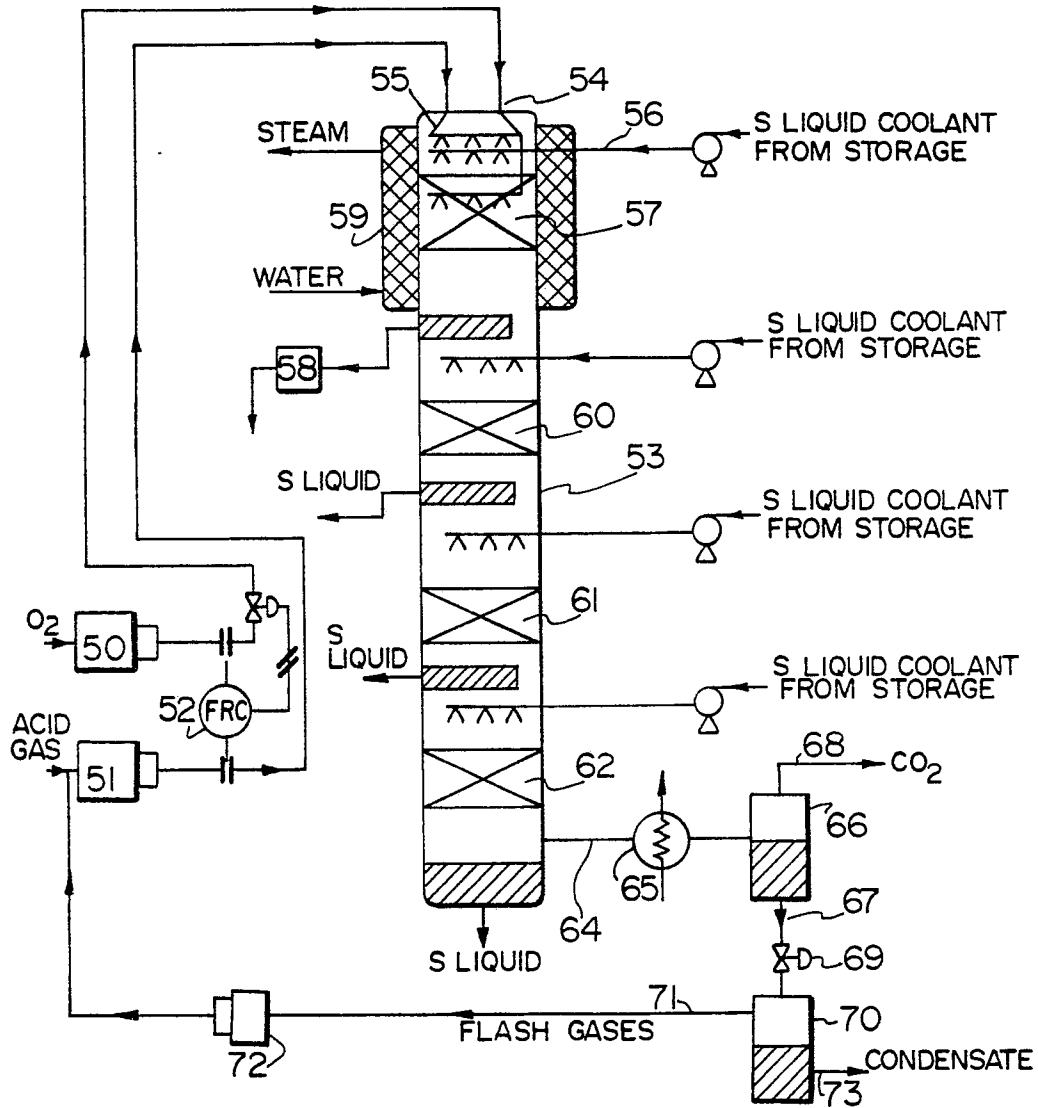 54
55
56
STEAM
S LIQUID COOLANT
FROM STORAGE
57
59
WATER
S LIQUID COOLANT
FROM STORAGE
58
60
53
S LIQUID
S LIQUID COOLANT
FROM STORAGE
61
O2
50
S
LIQUID
S LIQUID COOLANT
FROM STORAGE
52
FRC
ACID
GAS
51
62
68
CO2
66
65
64
67
S LIQUID
69
71
70
FLASH GASES
72
CONDENSATE
73